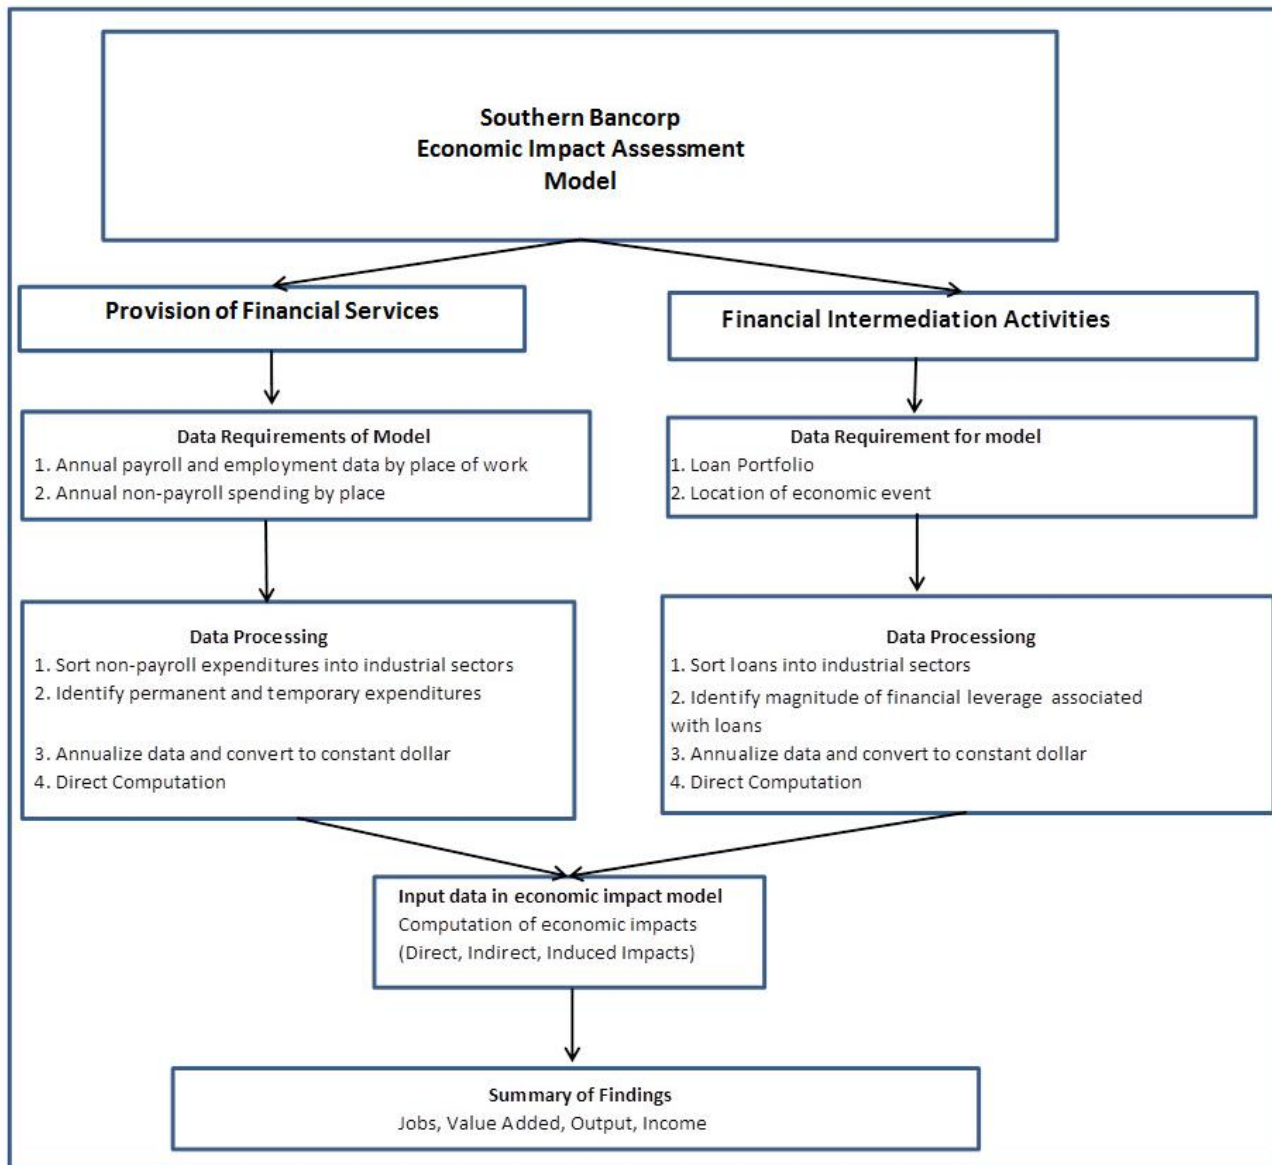 Southern Bancorp
Economic Impact Assessment
Model
Provision of Financial Services
Financial Intermediation Activities
Data Requirements of Model
1. Annual payroll and employment data by place of work
2. Annual non-payroll spending by place
Data Requirement for model
1. Loan Portfolio
2. Location of economic event
Data Processing
1. Sort non-payroll expenditures into industrial sectors
2. Identify permanent and temporary expenditures
3. Annualize data and convert to constant dollar
4. Direct Computation
Data Processiong
1. Sort loans into industrial sectors
2. Identify magnitude of financial leverage associated
with loans
3. Annualize data and convert to constant dollar
4. Direct Computation
Input data in economic impact model
Computation of economic impacts
(Direct, Indirect, Induced Impacts)
Summary of Findings
Jobs, Value Added, Output, Income